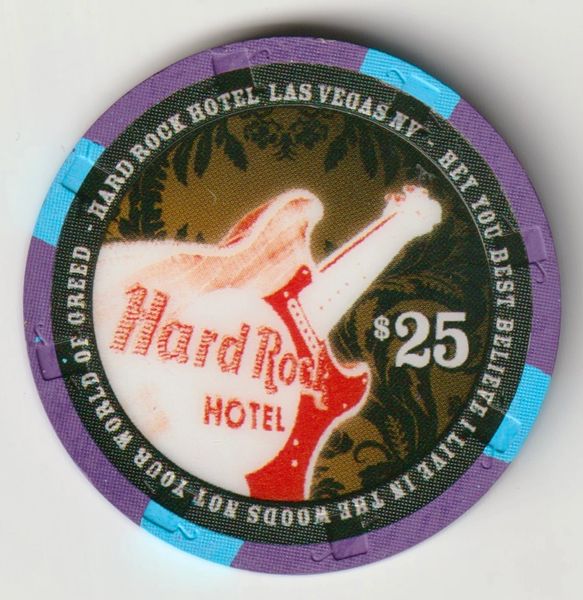 - HARD ROCK HOTEL LAS VEGAS NV - HEY YOU BEST BELIEVE I LIVE IN THE WOODS NOT YOUR WORLD OF GREED
Hard Rock
HOTEL
$25